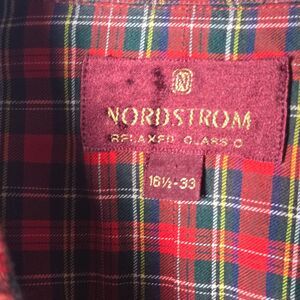 N
NORDSTROM
RELAXED CLASSIC
16½-33